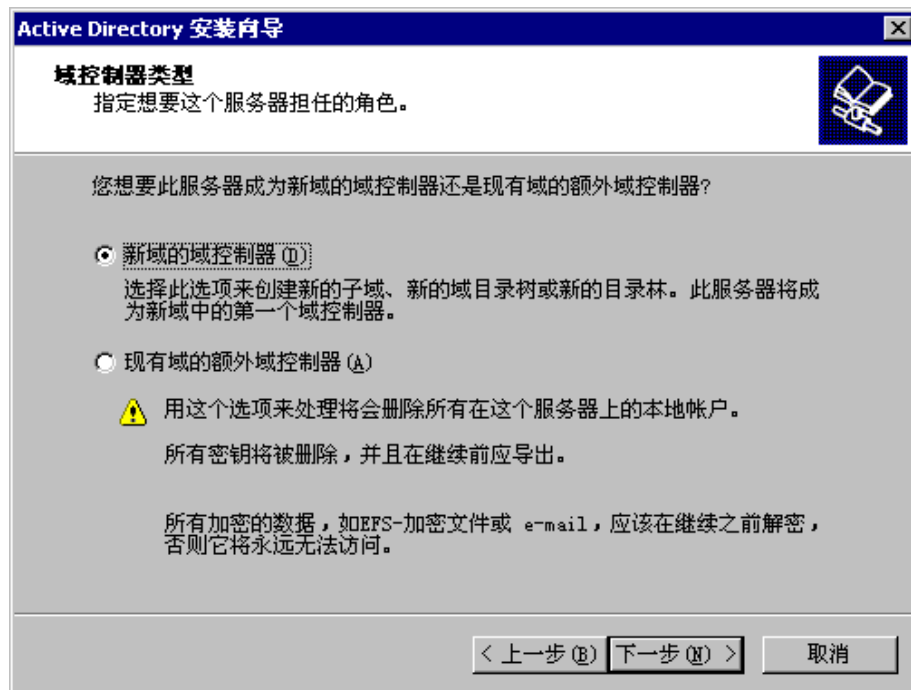 Active Directory 安装向导
域控制器类型
指定想要这个服务器担任的角色。
您想要此服务器成为新域的域控制器还是现有域的额外域控制器?
新域的域控制器(D)
选择此选项来创建新的子域、新的域目录树或新的目录林。此服务器将成
为新域中的第一个域控制器。
现有域的额外域控制器(A)
用这个选项来处理将会删除所有在这个服务器上的本地帐户。
所有密钥将被删除，并且在继续前应导出。
所有加密的数据，如EFS-加密文件或 e-mail，应该在继续之前解密，
否则它将永远无法访问。
< 上一步(B) 下一步(N) > 取消